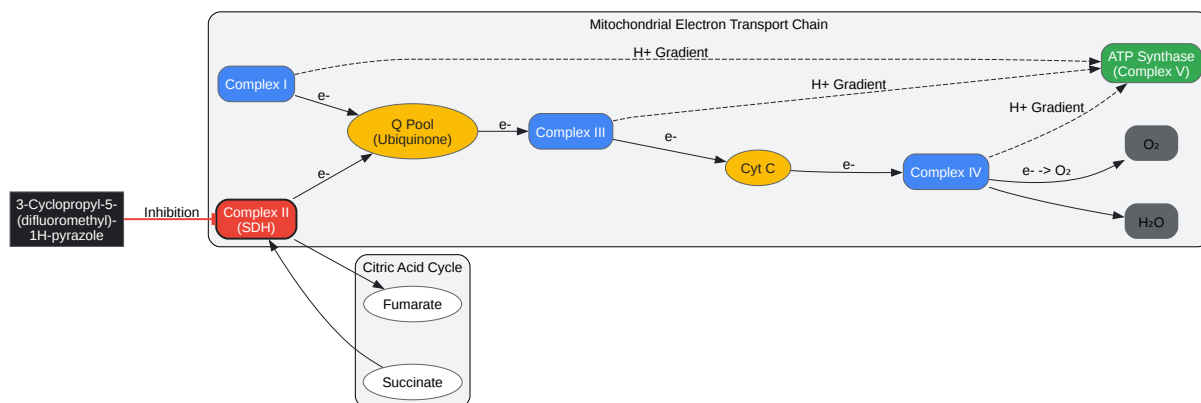 Mitochondrial Electron Transport Chain
H+ Gradient
ATP Synthase
(Complex V)
Complex I
H+ Gradient
e-
H+ Gradient
Q Pool
(Ubiquinone)
e-
Complex III
e-
O₂
e-
Cyt C
e-
Complex IV
e- -> O₂
3-Cyclopropyl-5-
(difluoromethyl)-
1H-pyrazole
Inhibition
Complex II
(SDH)
H₂O
Citric Acid Cycle
Fumarate
Succinate